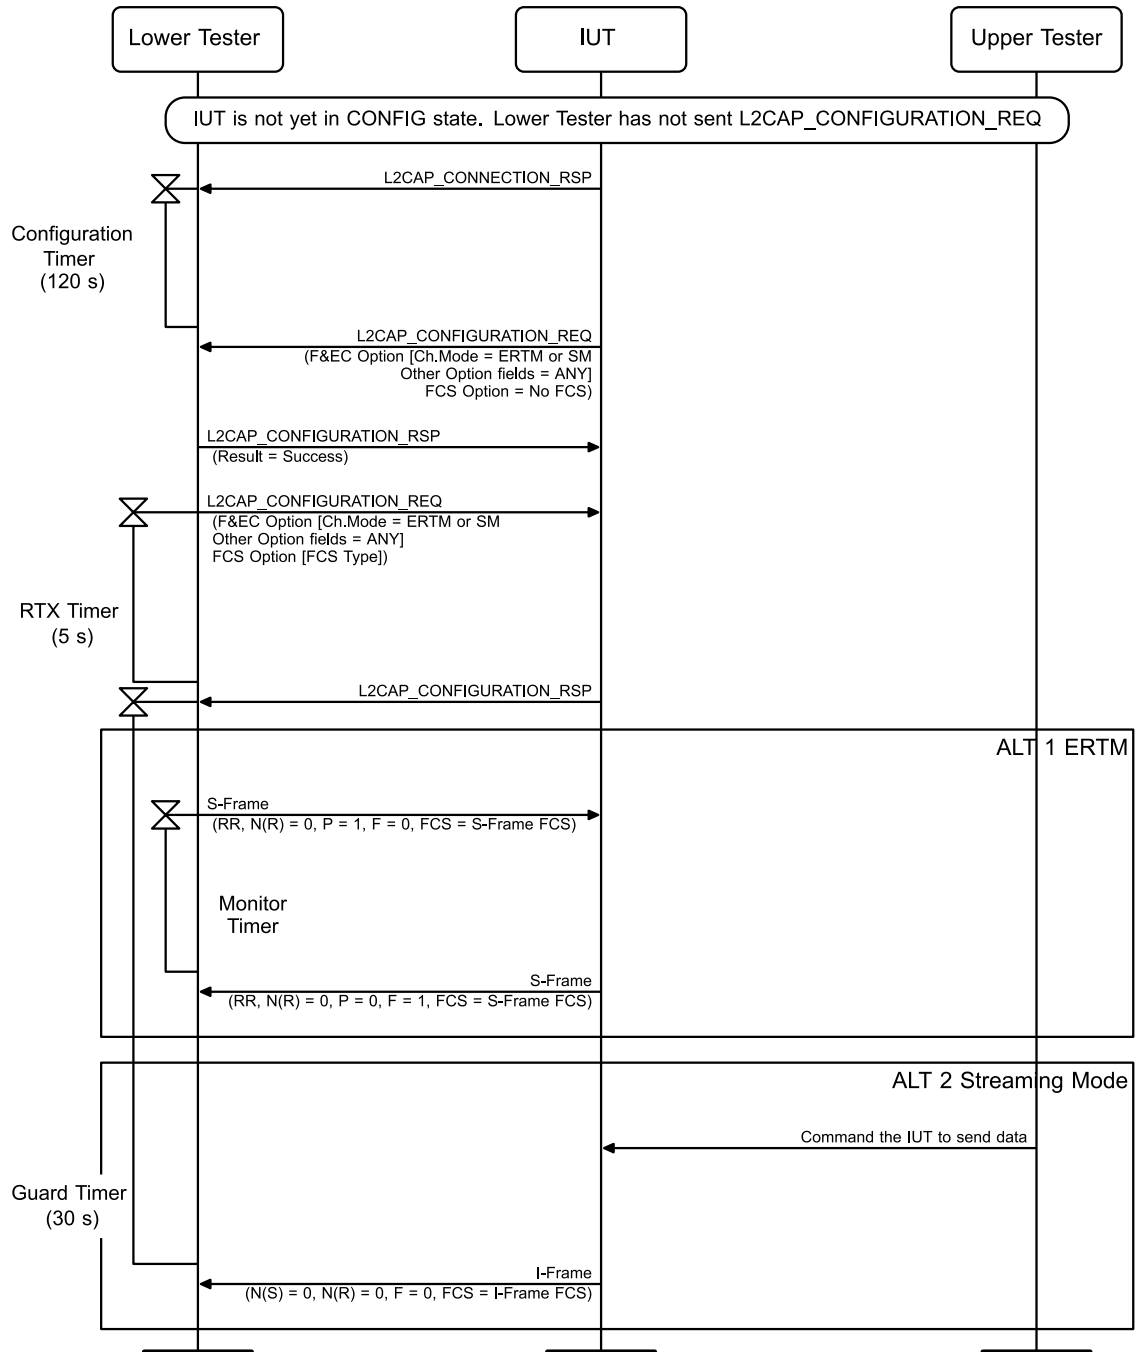 Lower Tester
IUT
Upper Tester
IUT is not yet in CONFIG state. Lower Tester has not sent L2CAP_CONFIGURATION_REQ
L2CAP_CONNECTION_RSP
Configuration
Timer
(120 s)
L2CAP_CONFIGURATION_REQ
(F&EC Option [Ch.Mode = ERTM or SM
Other Option fields = ANY]
FCS Option = No FCS)
L2CAP_CONFIGURATION_RSP
(Result = Success)
L2CAP_CONFIGURATION_REQ
(F&EC Option [Ch.Mode = ERTM or SM
Other Option fields = ANY]
FCS Option [FCS Type])
RTX Timer
(5 s)
L2CAP_CONFIGURATION_RSP
ALT 1 ERTM
S-Frame
(RR, N(R) = 0, P = 1, F = 0, FCS = S-Frame FCS)
Monitor
Timer
S-Frame
(RR, N(R) = 0, P = 0, F = 1, FCS = S-Frame FCS)
ALT 2 Streaming Mode
Command the IUT to send data
Guard Timer
(30 s)
I-Frame
(N(S) = 0, N(R) = 0, F = 0, FCS = I-Frame FCS)